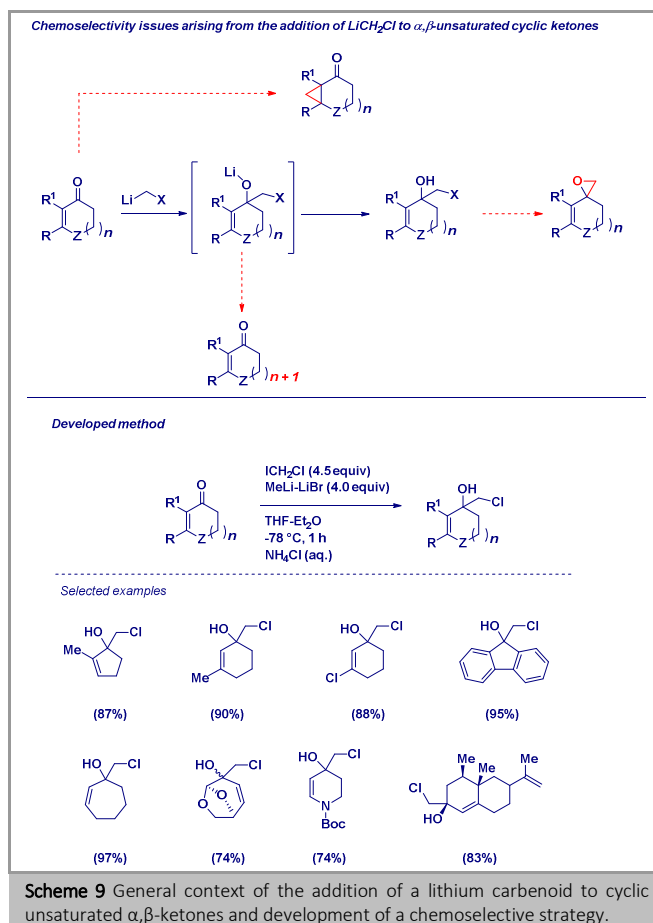 Chemoselectivity issues arising from the addition of LiCH2Cl to α,β-unsaturated cyclic ketones
R1 O
R Z ( )n
O
R1
R Z ( )n
Li X
Li O
X
R1
R Z ( )n
OH
X
R1
R Z ( )n
O
R1
R Z ( )n
O
R1
R Z ( )n + 1
Developed method
O
R1
R Z ( )n
ICH2Cl (4.5 equiv)
MeLi-LiBr (4.0 equiv)
THF-Et2O
-78 °C, 1 h
NH4Cl (aq.)
OH
Cl
R1
R Z ( )n
Selected examples
HO Cl
Me
(87%)
HO Cl
Me
(90%)
HO Cl
Cl
(88%)
HO Cl
(95%)
HO Cl
(97%)
HO Cl
O O
(74%)
HO Cl
N
Boc
(74%)
Me Me Me
Cl
HO
(83%)
Scheme 9 General context of the addition of a lithium carbenoid to cyclic
unsaturated α,β-ketones and development of a chemoselective strategy.